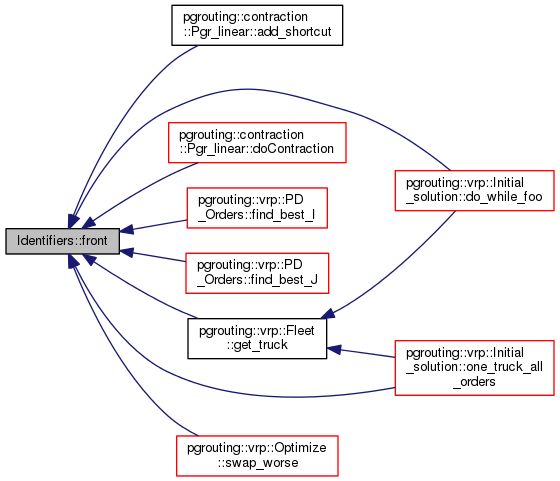 pgrouting::contraction
::Pgr_linear::add_shortcut
pgrouting::contraction
::Pgr_linear::doContraction
pgrouting::vrp::Initial
_solution::do_while_foo
pgrouting::vrp::PD
_Orders::find_best_I
Identifiers::front
pgrouting::vrp::PD
_Orders::find_best_J
pgrouting::vrp::Fleet
::get_truck
pgrouting::vrp::Initial
_solution::one_truck_all
_orders
pgrouting::vrp::Optimize
::swap_worse